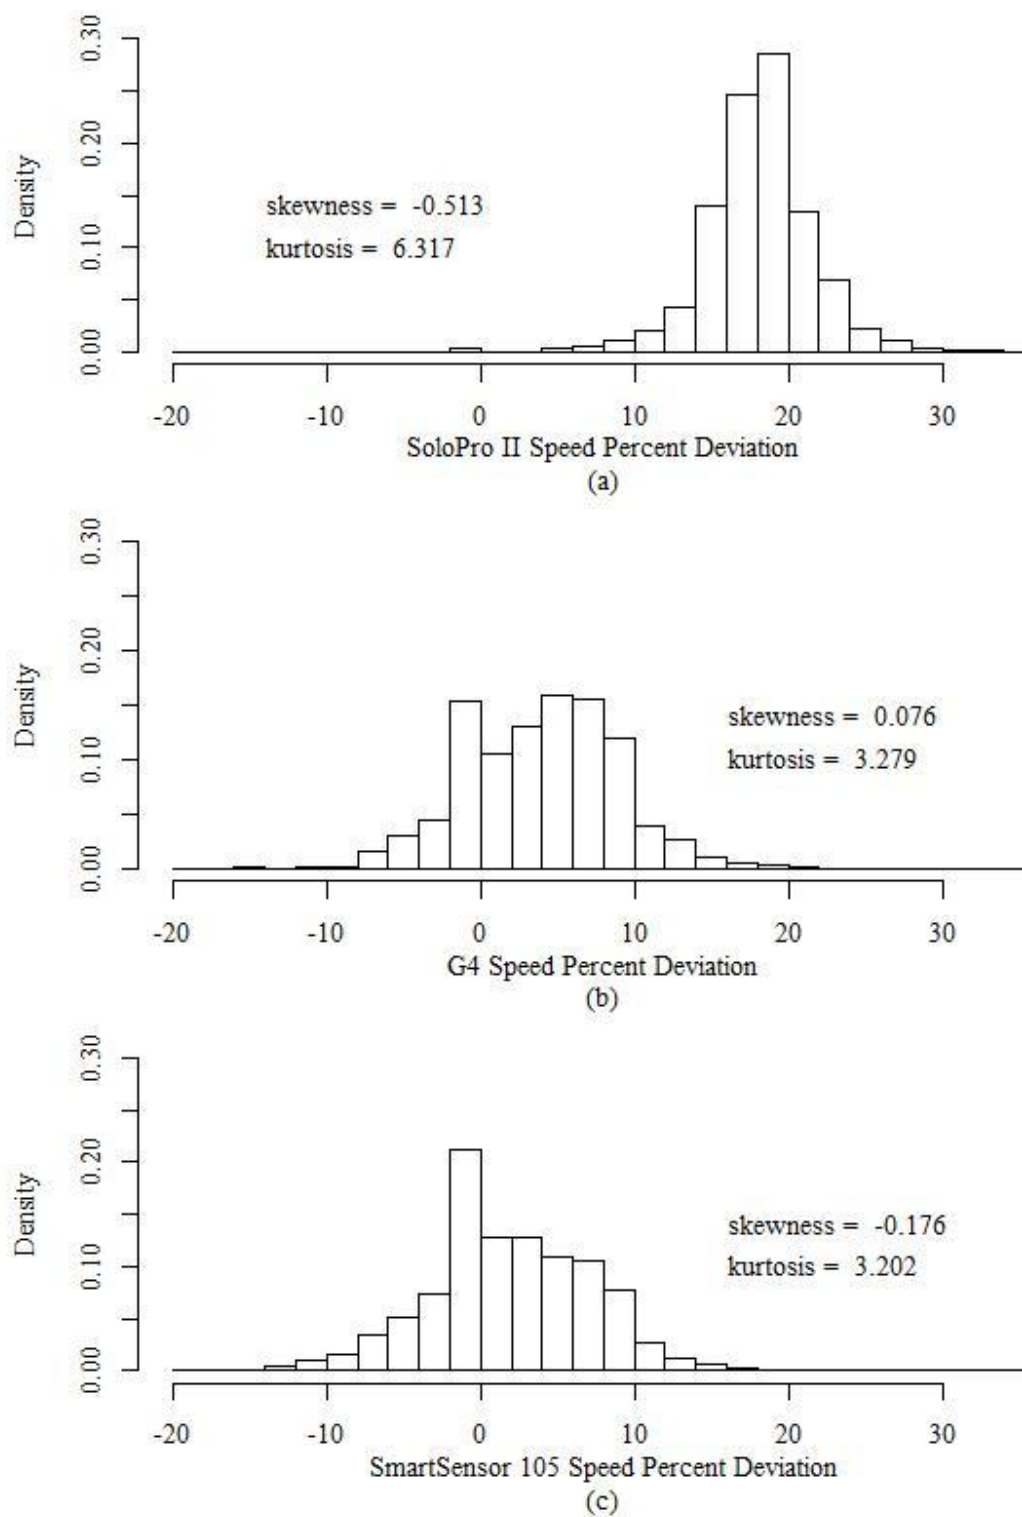 0.30
0.20
0.10
0.00
Density
skewness = -0.513
kurtosis = 6.317
-20 -10 0 10 20 30
SoloPro II Speed Percent Deviation
(a)
0.30
0.20
0.10
0.00
Density
skewness = 0.076
kurtosis = 3.279
-20 -10 0 10 20 30
G4 Speed Percent Deviation
(b)
0.30
0.20
0.10
0.00
Density
skewness = -0.176
kurtosis = 3.202
-20 -10 0 10 20 30
SmartSensor 105 Speed Percent Deviation
(c)